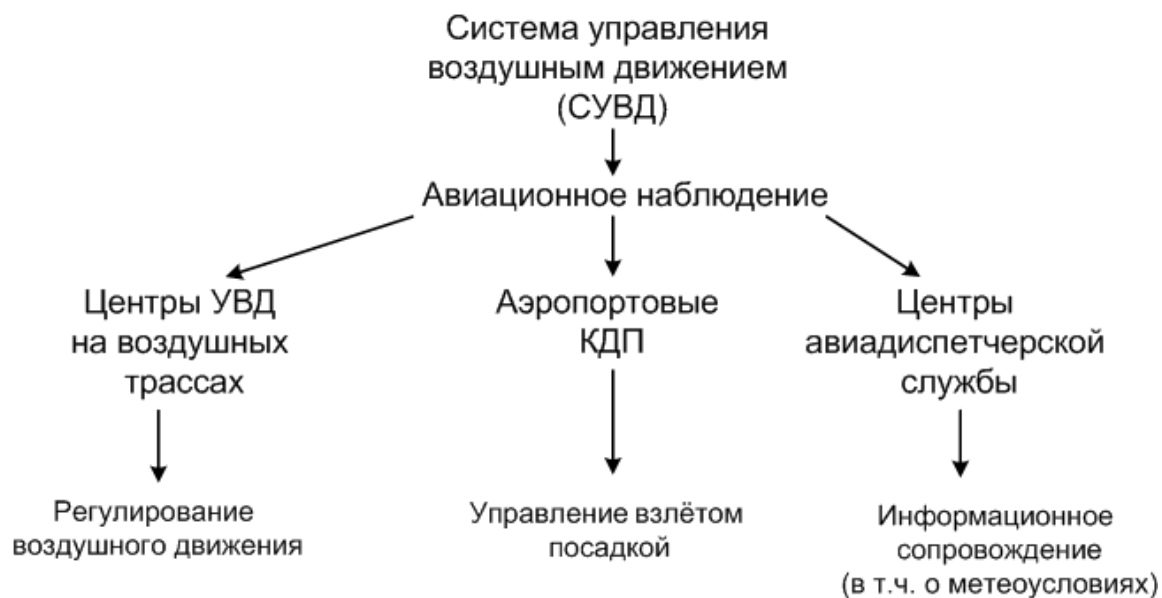 Система управления
воздушным движением
(СУВД)
Авиационное наблюдение
Центры УВД
на воздушных
трассах
Аэропортовые
КДП
Центры
авиадиспетчерской
службы
Регулирование
воздушного движения
Управление взлётом
посадкой
Информационное
сопровождение
(в т.ч. о метеоусловиях)